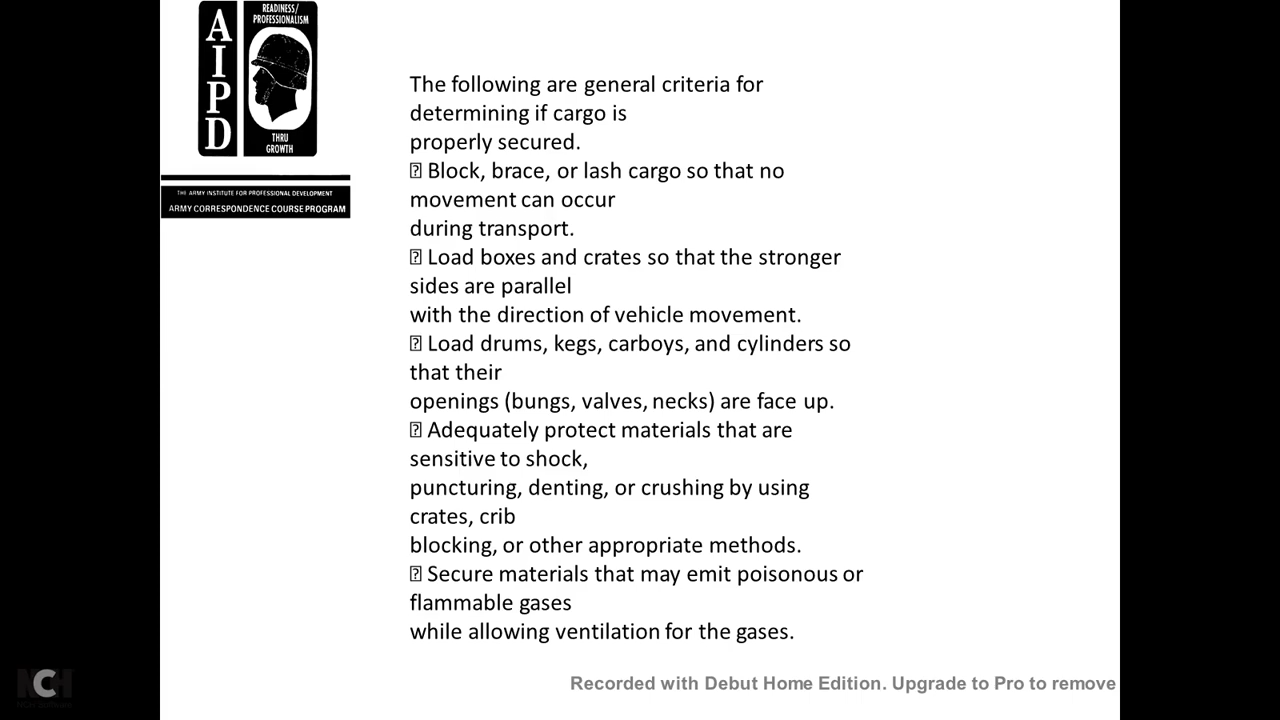 AIPD
READINESS/
PROFESSIONALISM
THRU
GROWTH
THE ARMY INSTITUTE FOR PROFESSIONAL DEVELOPMENT
ARMY CORRESPONDENCE COURSE PROGRAM
The following are general criteria for
determining if cargo is
properly secured.
⍰ Block, brace, or lash cargo so that no
movement can occur
during transport.
⍰ Load boxes and crates so that the stronger
sides are parallel
with the direction of vehicle movement.
⍰ Load drums, kegs, carboys, and cylinders so
that their
openings (bungs, valves, necks) are face up.
⍰ Adequately protect materials that are
sensitive to shock,
puncturing, denting, or crushing by using
crates, crib
blocking, or other appropriate methods.
⍰ Secure materials that may emit poisonous or
flammable gases
while allowing ventilation for the gases.
NCH
NCH Software
Recorded with Debut Home Edition. Upgrade to Pro to remove